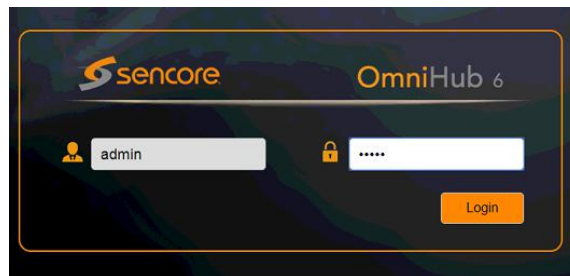 sencore OmniHub 6
admin •••••
Login